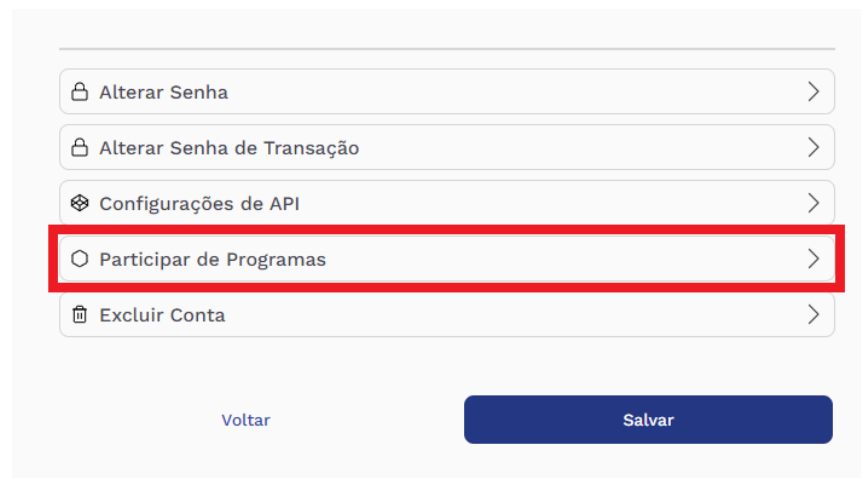 Alterar Senha
Alterar Senha de Transação
Configurações de API
Participar de Programas
Excluir Conta
Voltar
Salvar